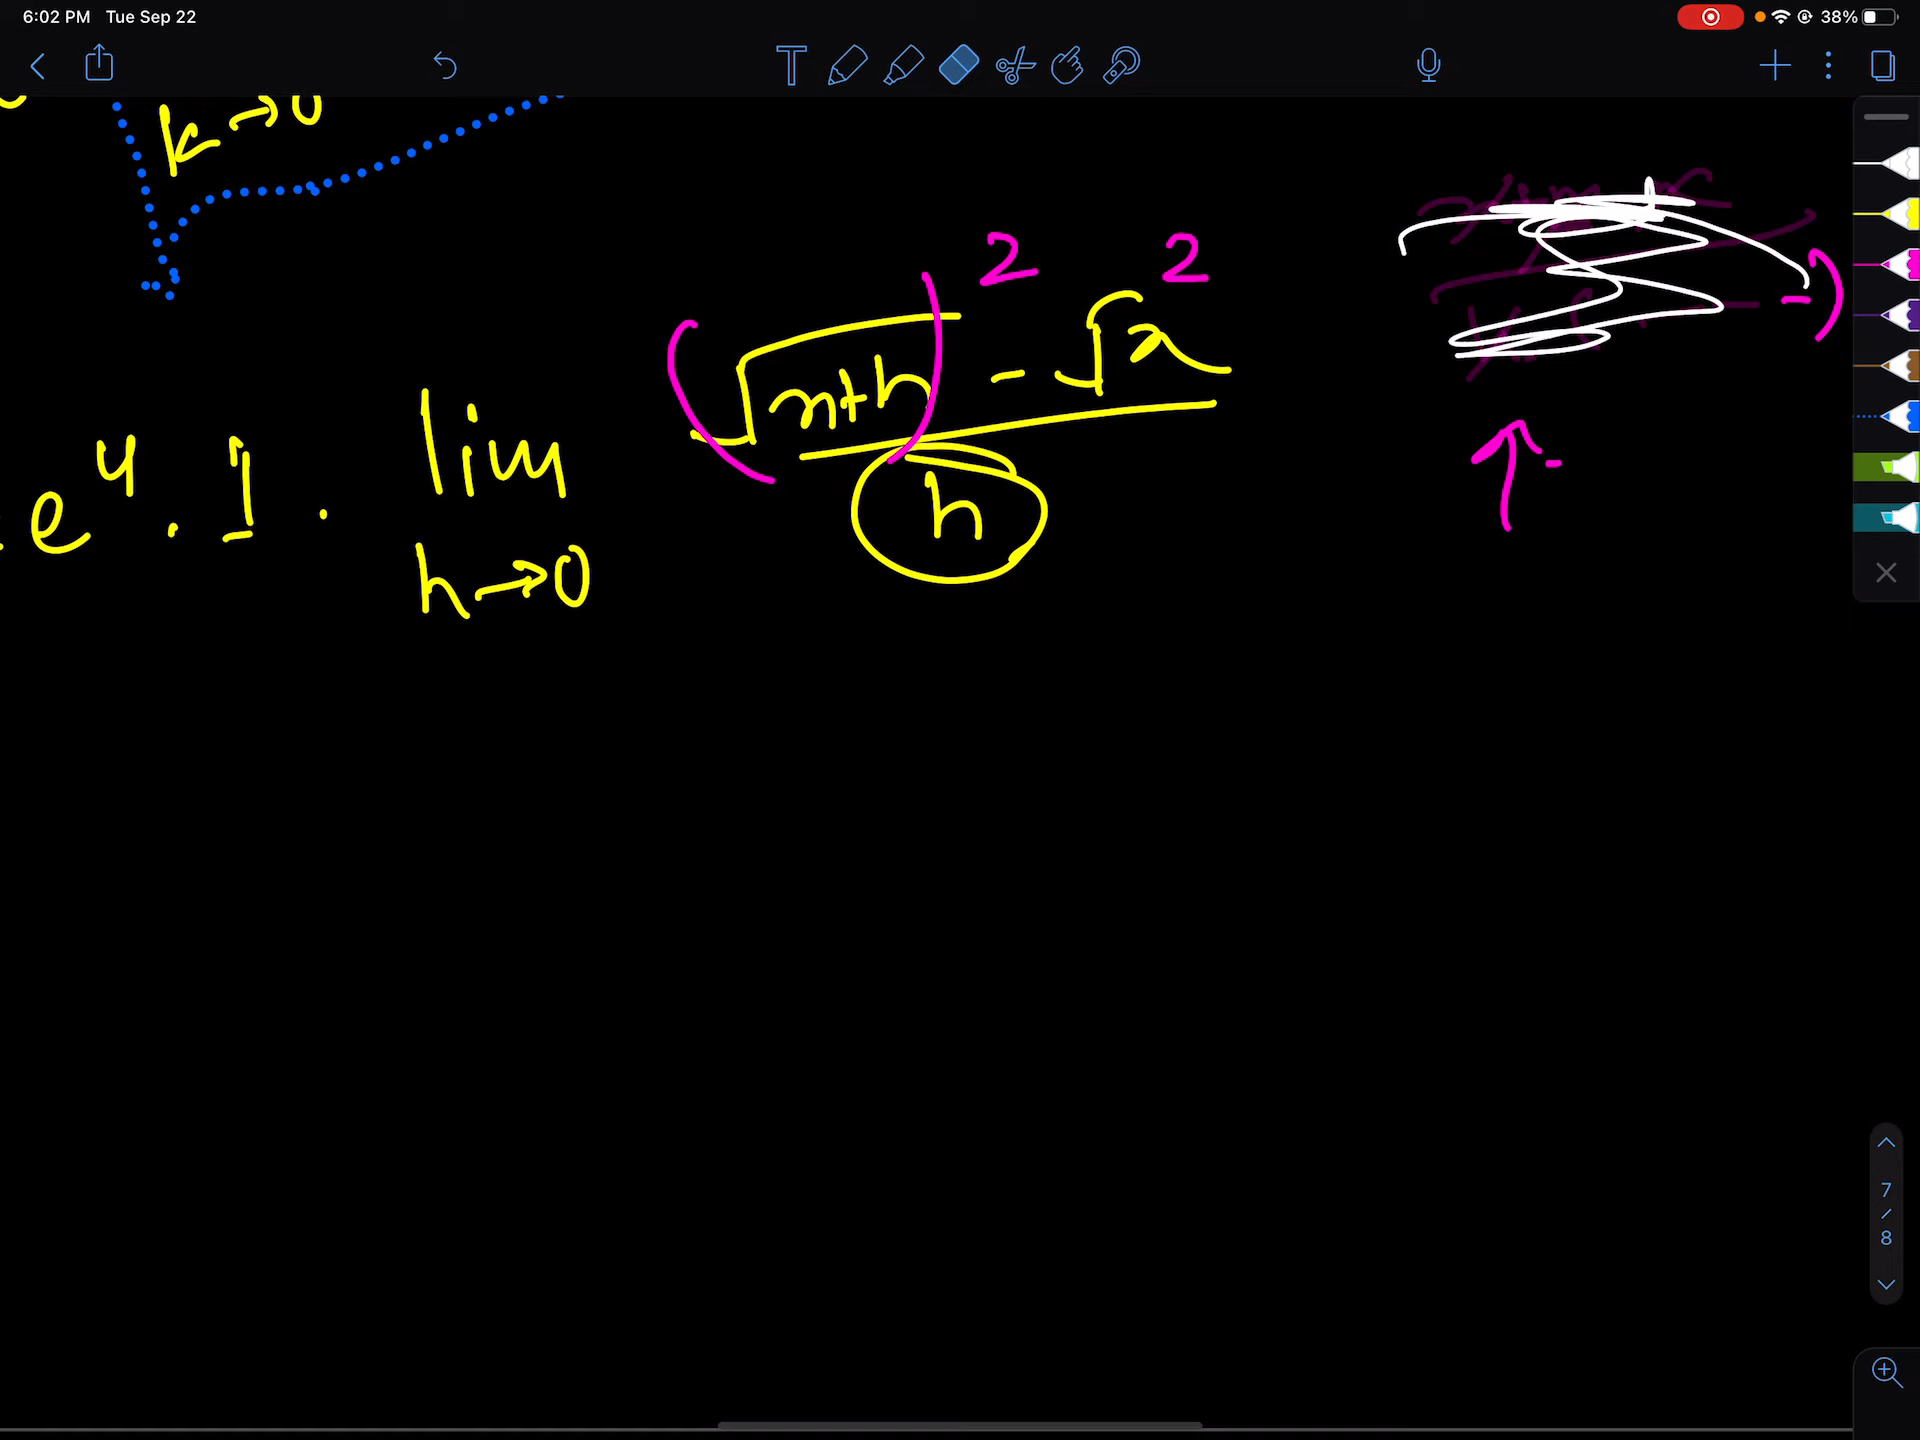 6:02 PM Tue Sep 22
38%
T
k→0
(√x+h)² - √x²
e⁴ . 1 . lim
h
h→0
7
/
8